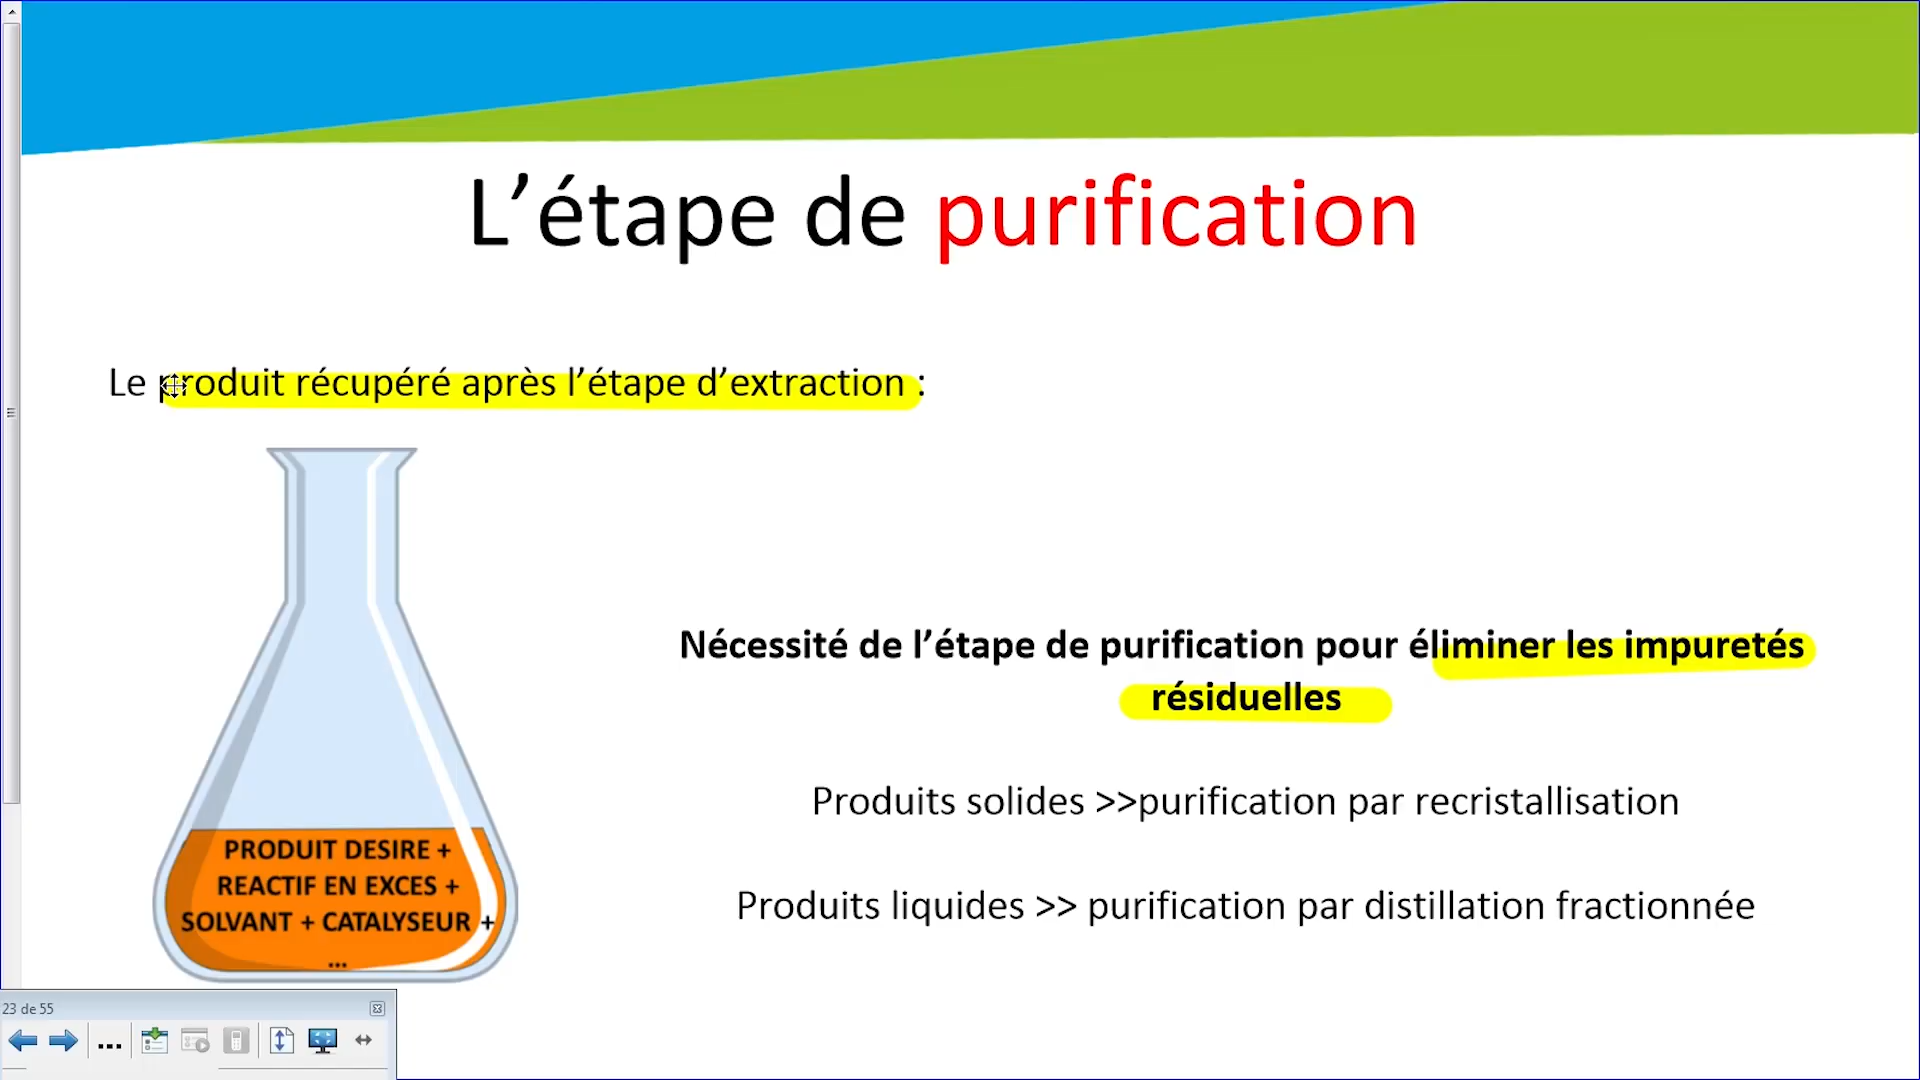 L’étape de purification
Le produit récupéré après l’étape d’extraction :
Nécessité de l’étape de purification pour éliminer les impuretés
résiduelles
Produits solides >>purification par recristallisation
Produits liquides >> purification par distillation fractionnée
PRODUIT DESIRE +
REACTIF EN EXCES +
SOLVANT + CATALYSEUR +
...
23 de 55